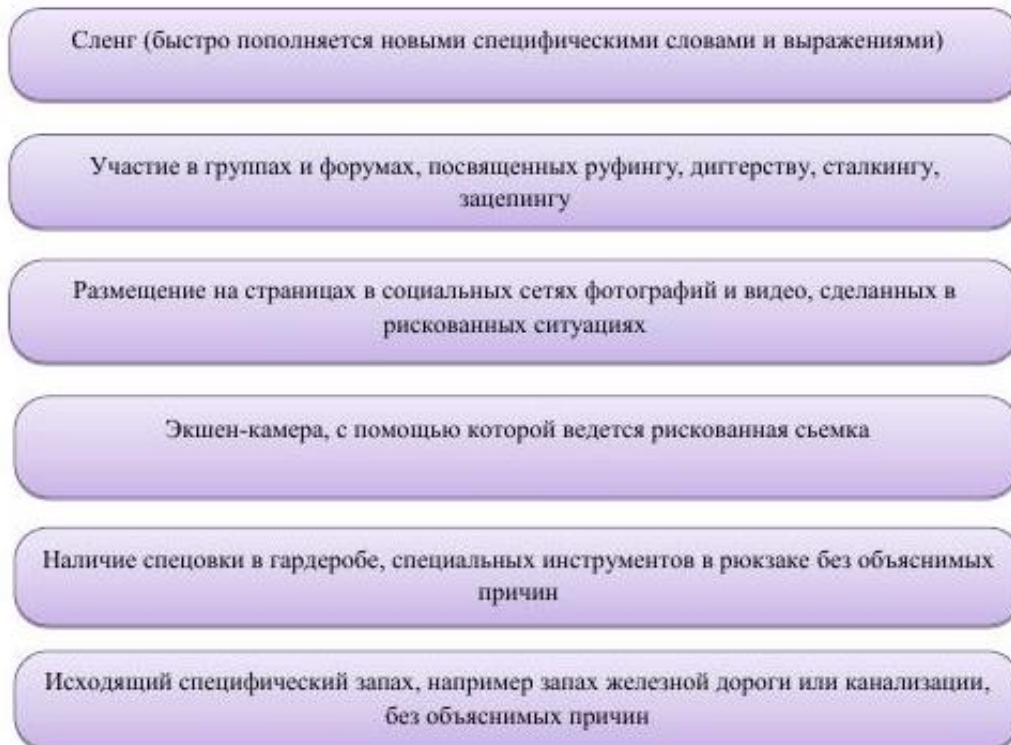 Сленг (быстро пополняется новыми специфическими словами и выражениями)
Участие в группах и форумах, посвященных руфингу, диггерству, сталкингу,
зацепингу
Размещение на страницах в социальных сетях фотографий и видео, сделанных в
рискованных ситуациях
Экшен-камера, с помощью которой ведется рискованная сьемка
Наличие спецовки в гардеробе, специальных инструментов в рюкзаке без объяснимых
причин
Исходящий специфический запах, например запах железной дороги или канализации,
без объяснимых причин